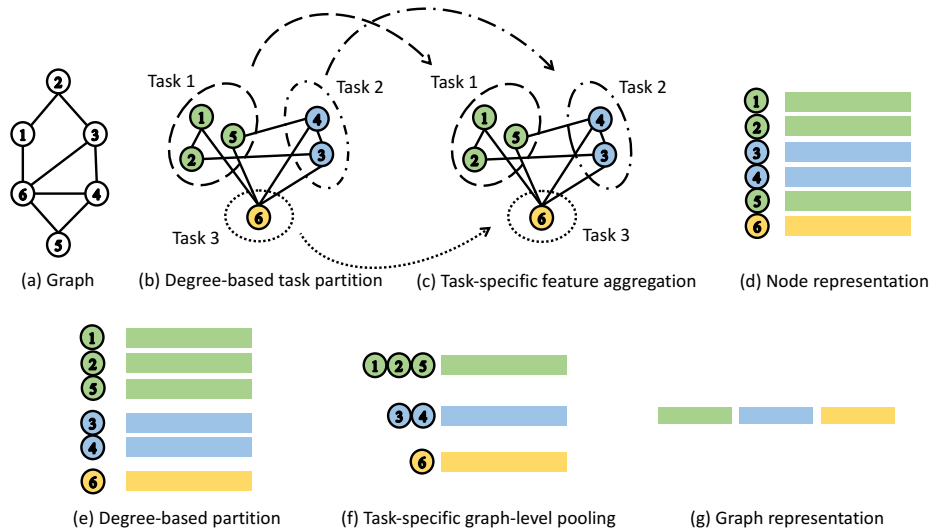 2
1
3
6
4
5
(a) Graph
Task 1
Task 2
1
5
4
2
3
6
Task 3
(b) Degree-based task partition
Task 1
Task 2
1
5
4
2
3
6
Task 3
(c) Task-specific feature aggregation
1
2
3
4
5
6
(d) Node representation
1
2
5
3
4
6
(e) Degree-based partition
1 2 5
3 4
6
(f) Task-specific graph-level pooling
(g) Graph representation